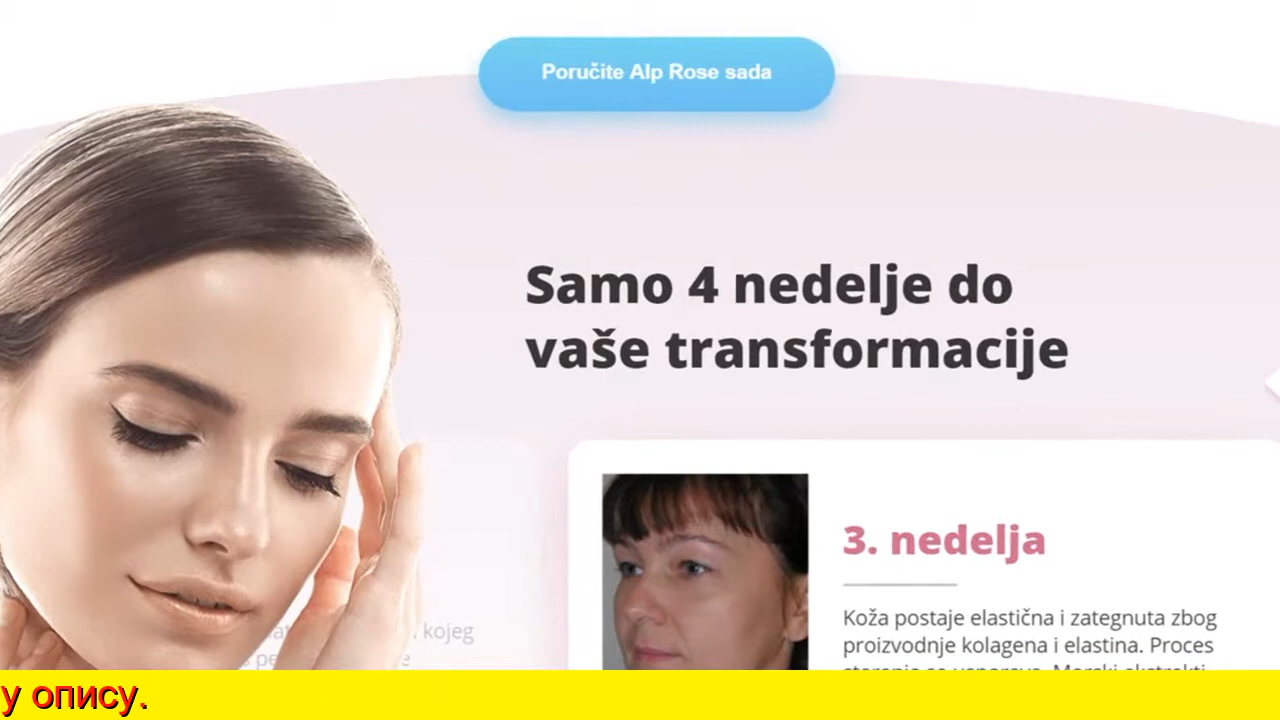 Poručite Alp Rose sada
Samo 4 nedelje do
vaše transformacije
3. nedelja
kojeg
Koža postaje elastična i zategnuta zbog
proizvodnje kolagena i elastina. Proces
у опису.